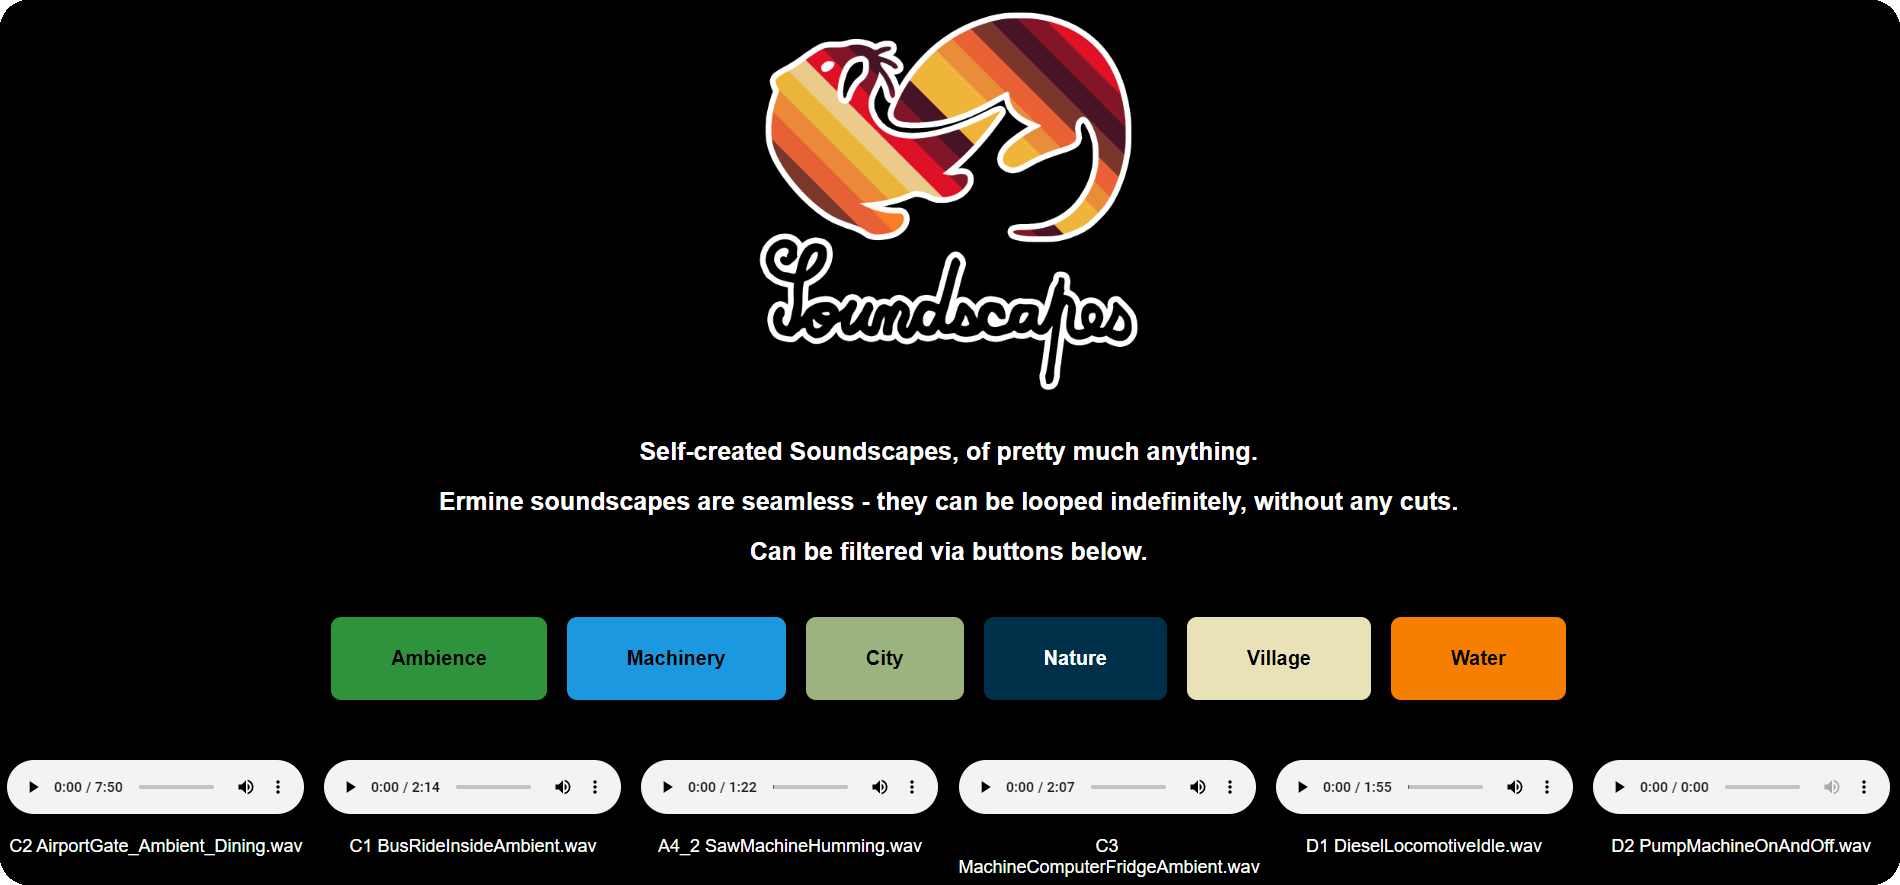 Soundscapes
Self-created Soundscapes, of pretty much anything.
Ermine soundscapes are seamless - they can be looped indefinitely, without any cuts.
Can be filtered via buttons below.
Ambience
Machinery
City
Nature
Village
Water
0:00 / 7:50
0:00 / 2:14
0:00 / 1:22
0:00 / 2:07
0:00 / 1:55
0:00 / 0:00
C2 AirportGate_Ambient_Dining.wav
C1 BusRideInsideAmbient.wav
A4_2 SawMachineHumming.wav
C3
MachineComputerFridgeAmbient.wav
D1 DieselLocomotiveIdle.wav
D2 PumpMachineOnAndOff.wav